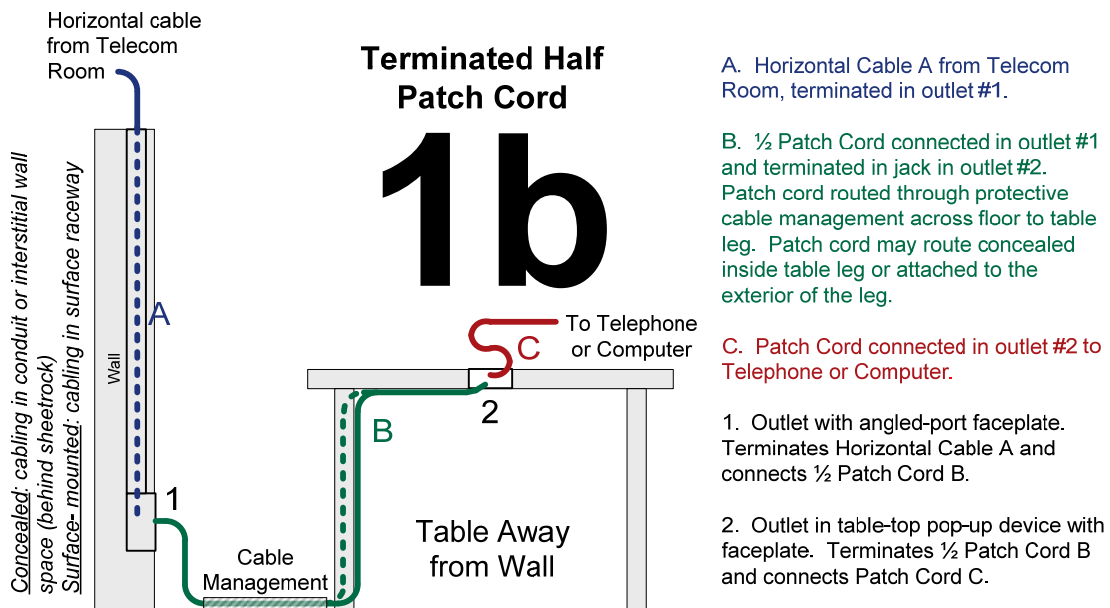 Horizontal cable
from Telecom
Room
Terminated Half
Patch Cord
1b
Concealed: cabling in conduit or interstitial wall
space (behind sheetrock)
Surface- mounted: cabling in surface raceway
Wall
A
1
Cable
Management
B
2
C
To Telephone
or Computer
Table Away
from Wall
A.  Horizontal Cable A from Telecom
Room, terminated in outlet #1.
B.  ½ Patch Cord connected in outlet #1
and terminated in jack in outlet #2.
Patch cord routed through protective
cable management across floor to table
leg.  Patch cord may route concealed
inside table leg or attached to the
exterior of the leg.
C.  Patch Cord connected in outlet #2 to
Telephone or Computer.
1.  Outlet with angled-port faceplate.
Terminates Horizontal Cable A and
connects ½ Patch Cord B.
2.  Outlet in table-top pop-up device with
faceplate.  Terminates ½ Patch Cord B
and connects Patch Cord C.